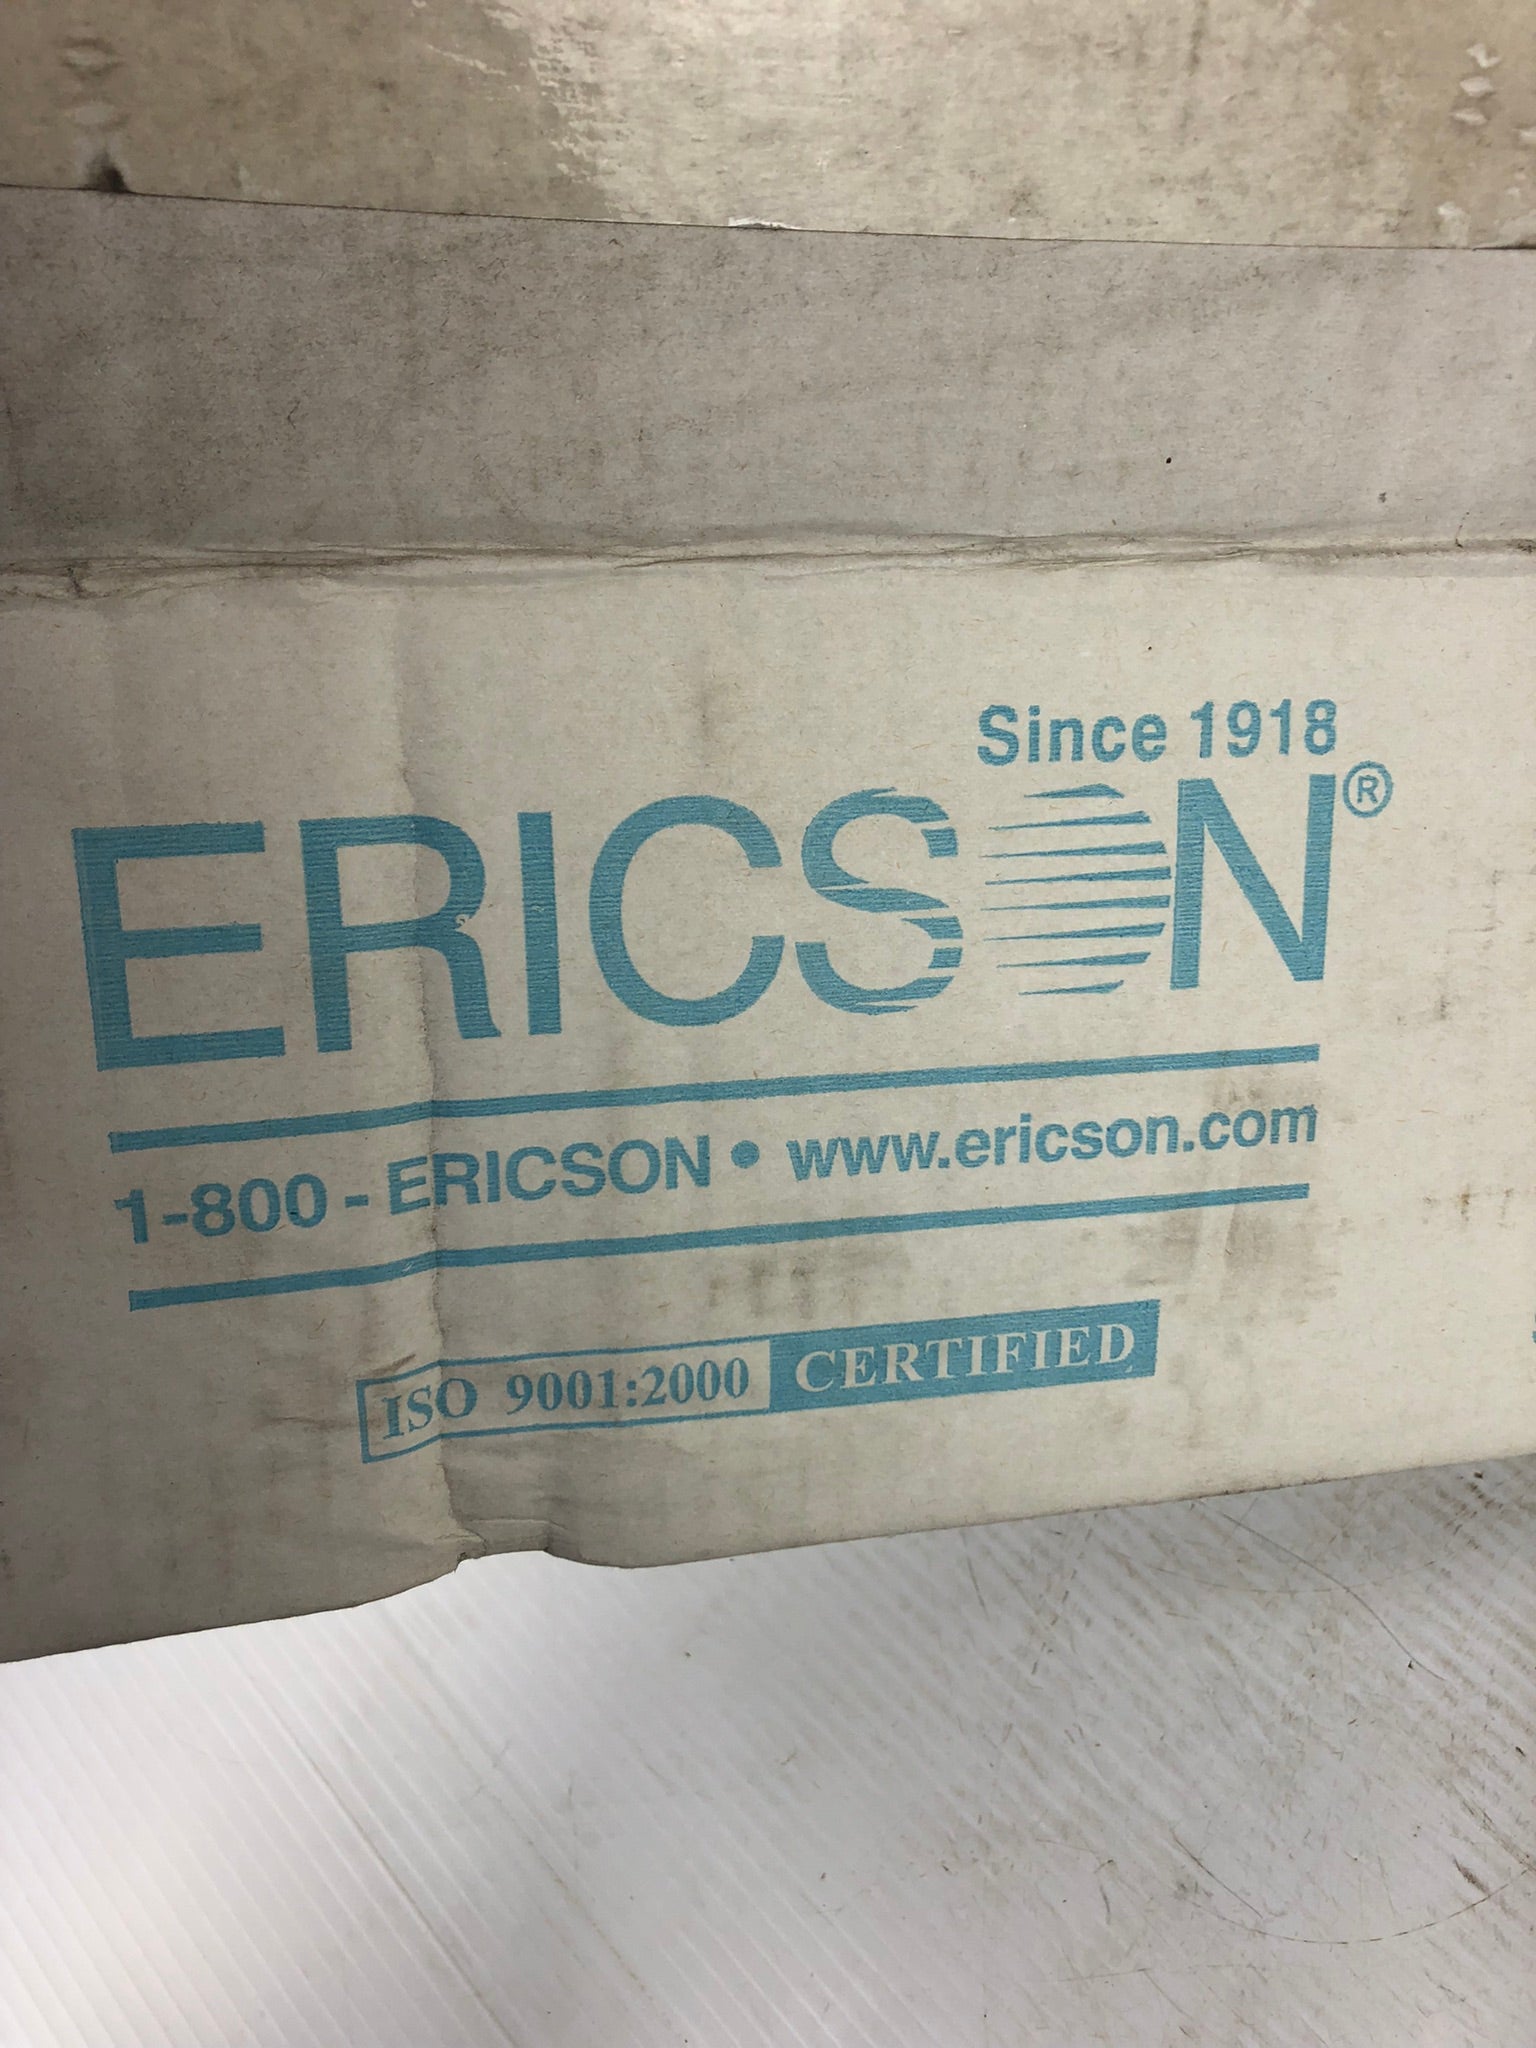 Since 1918
ERICSON®
1-800-ERICSON • www.ericson.com
ISO 9001:2000 CERTIFIED